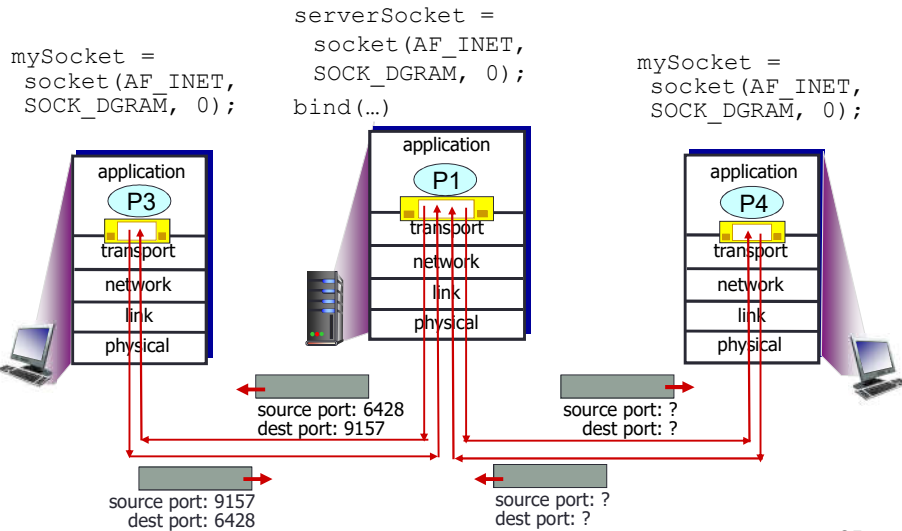 serverSocket =
socket(AF_INET,
SOCK_DGRAM, 0);
bind(…)
mySocket =
socket(AF_INET,
SOCK_DGRAM, 0);
mySocket =
socket(AF_INET,
SOCK_DGRAM, 0);
application
P3
transport
network
link
physical
application
P1
transport
network
link
physical
application
P4
transport
network
link
physical
source port: 6428
dest port: 9157
source port: ?
dest port: ?
source port: 9157
dest port: 6428
source port: ?
dest port: ?